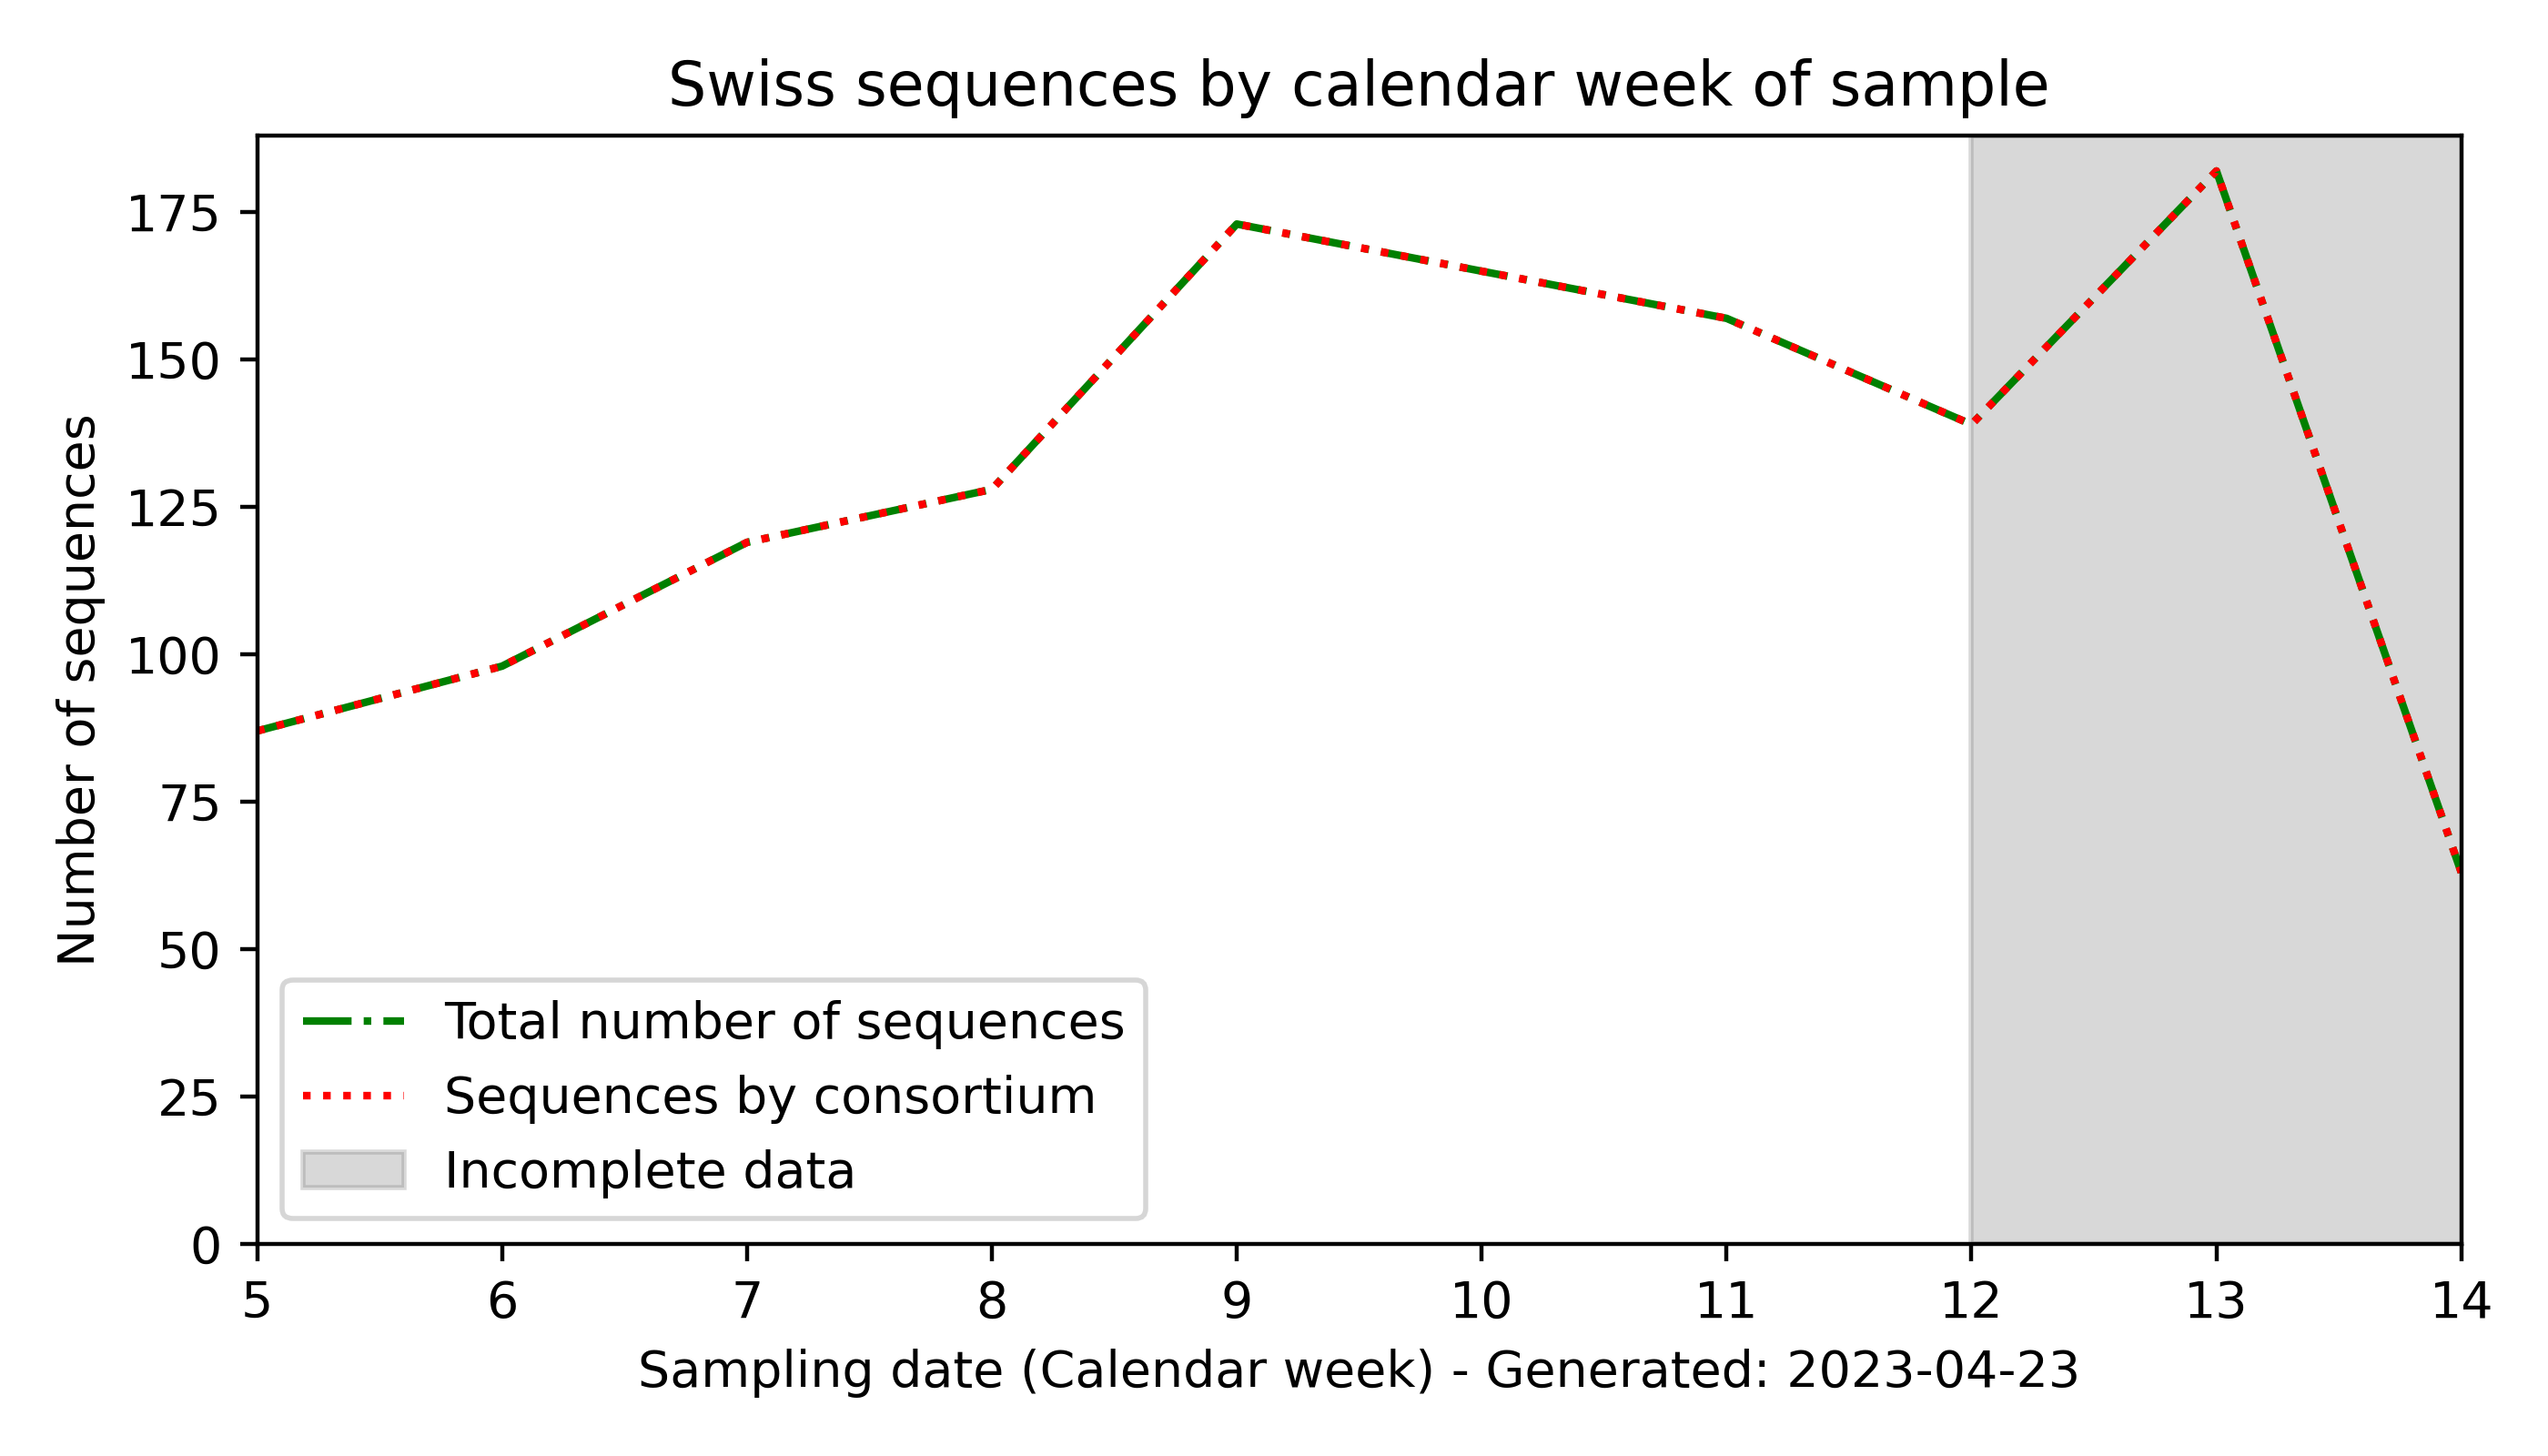 Swiss sequences by calendar week of sample
Number of sequences
175
150
125
100
75
50
25
0
Total number of sequences
Sequences by consortium
Incomplete data
5 6 7 8 9 10 11 12 13 14
Sampling date (Calendar week) - Generated: 2023-04-23